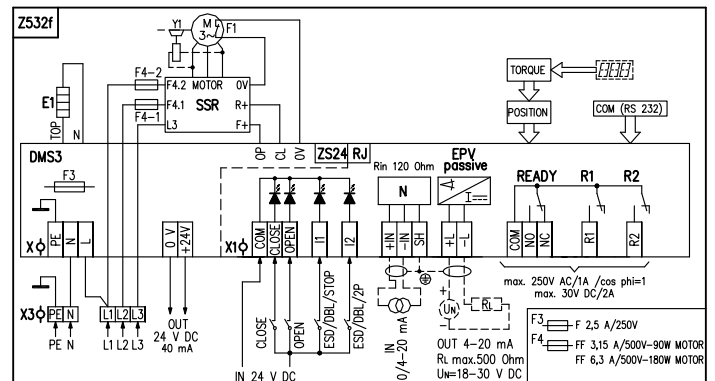 Z532f
Y1
M
3~
F1
F4-2
F4.2 MOTOR 0V
F4.1 SSR R+
F4-1
L3 F+
E1
TOP
N
OP
CL
0V
TORQUE
POSITION
COM (RS 232)
DMS3
ZS24 RJ
EPV
passive
Rin 120 Ohm
N
I
READY R1 R2
F3
X
PE
N
L
0 V
+24V
X1
COM
CLOSE
OPEN
I1
I2
+IN
-IN
SH
+L
-L
COM
NO
NC
R1
R2
max. 250V AC/1A /cos phi=1
max. 30V DC/2A
X3
PE N
L1 L2 L3
PE N
L1 L2 L3
OUT
24 V DC
40 mA
CLOSE
OPEN
ESD/DBL/STOP
ESD/DBL/2P
IN 24 V DC
IN
0/4-20 mA
+
UN
-
RL
OUT 4-20 mA
RL max.500 Ohm
UN=18-30 V DC
F3 F 2,5 A/250V
F4 FF 3,15 A/500V-90W MOTOR
FF 6,3 A/500V-180W MOTOR